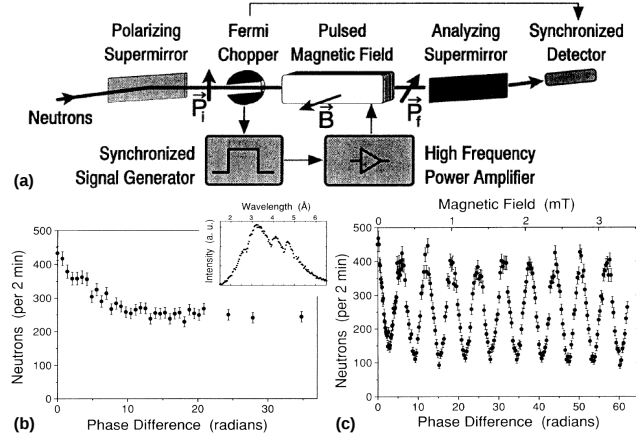 Polarizing
Supermirror
Fermi
Chopper
Pulsed
Magnetic Field
Analyzing
Supermirror
Synchronized
Detector
Neutrons
P⃗i
B⃗
P⃗f
(a)
Synchronized
Signal Generator
High Frequency
Power Amplifier
Wavelength (Å)
2 3 4 5 6
Intensity (a. u.)
500
400
300
200
100
0
Neutrons (per 2 min)
0 10 20 30
(b) Phase Difference (radians)
Magnetic Field (mT)
0 1 2 3
500
400
300
200
100
0
Neutrons (per 2 min)
0 10 20 30 40 50 60
(c) Phase Difference (radians)